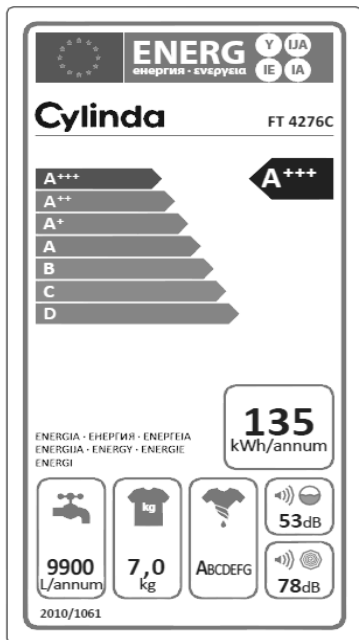 ENERG Y IJA
енергия · ενεργεια IE IA
Cylinda FT 4276C
A+++ A+++
A++
A+
A
B
C
D
ENERGIA · ЕНЕРГИЯ · ΕΝΕΡΓΕΙΑ
ENERGIJA · ENERGY · ENERGIE
ENERGI
135
kWh/annum
kg
9900
L/annum
7,0
kg
ABCDEFG
53dB
78dB
2010/1061